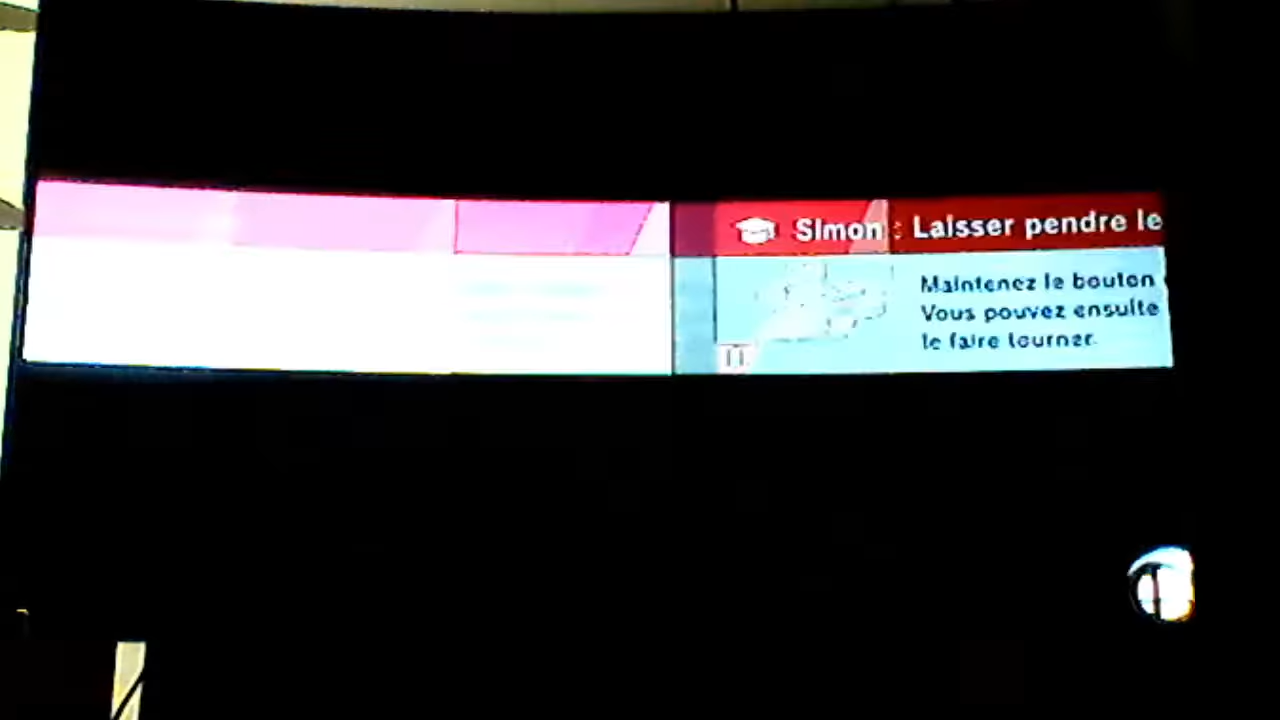 Simon : Laisser pendre le
Maintenez le bouton
Vous pouvez ensuite
le faire tourner.